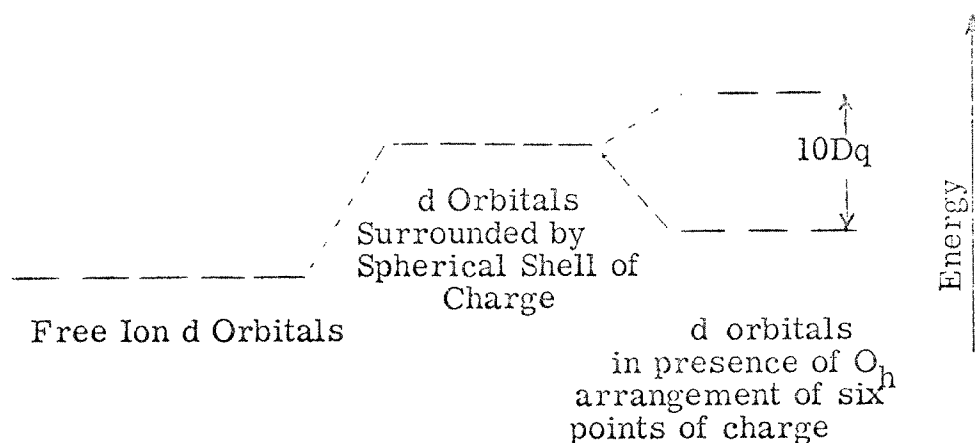 10Dq
Energy
d Orbitals
Surrounded by
Spherical Shell of
Charge
Free Ion d Orbitals
d orbitals
in presence of Oh
arrangement of six
points of charge